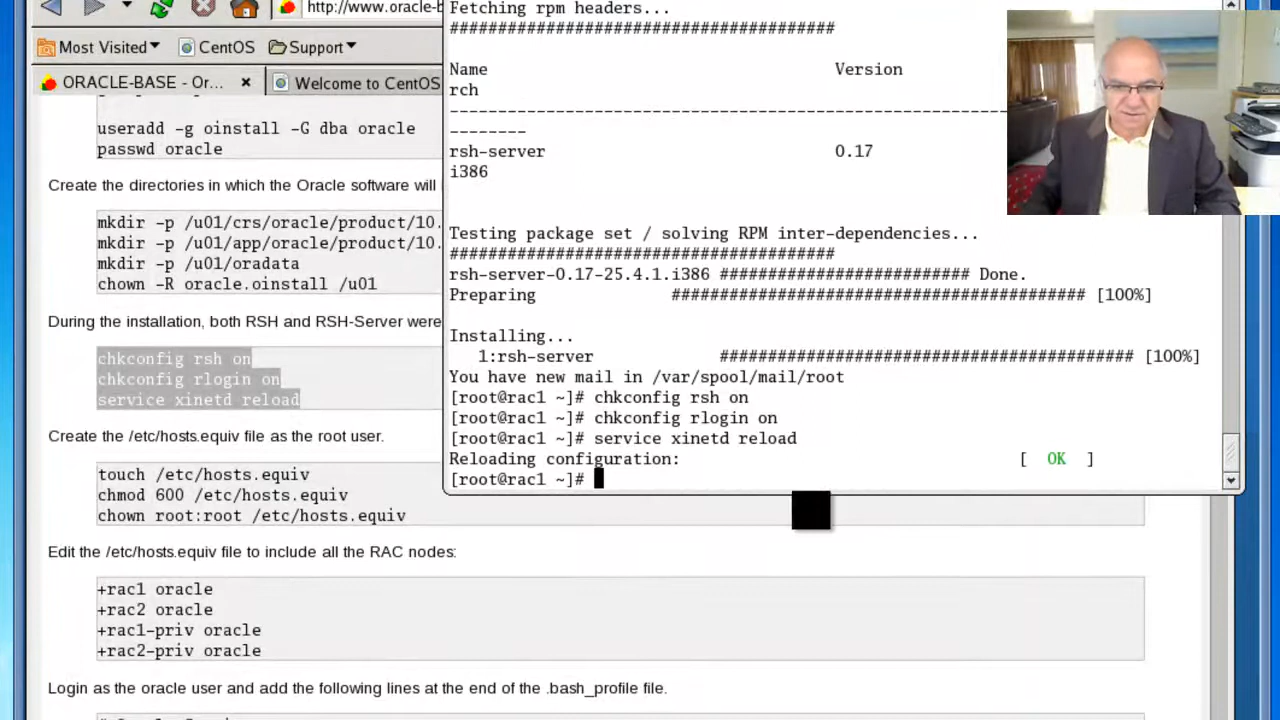 http://www.oracle-b
Most Visited
CentOS
Support
ORACLE-BASE - Or...
Welcome to CentOS
useradd -g oinstall -G dba oracle
passwd oracle
Create the directories in which the Oracle software will
mkdir -p /u01/crs/oracle/product/10.
mkdir -p /u01/app/oracle/product/10.
mkdir -p /u01/oradata
chown -R oracle.oinstall /u01
During the installation, both RSH and RSH-Server were
chkconfig rsh on
chkconfig rlogin on
service xinetd reload
Create the /etc/hosts.equiv file as the root user.
touch /etc/hosts.equiv
chmod 600 /etc/hosts.equiv
chown root:root /etc/hosts.equiv
Edit the /etc/hosts.equiv file to include all the RAC nodes:
+rac1 oracle
+rac2 oracle
+rac1-priv oracle
+rac2-priv oracle
Login as the oracle user and add the following lines at the end of the .bash_profile file.
Fetching rpm headers...
#####################################
Name Version
rch
--------------------------------------------------------------
--------
rsh-server 0.17
i386
Testing package set / solving RPM inter-dependencies...
########################################
rsh-server-0.17-25.4.1.i386 ########################## Done.
Preparing ########################################### [100%]
Installing...
1:rsh-server ########################################### [100%]
You have new mail in /var/spool/mail/root
[root@rac1 ~]# chkconfig rsh on
[root@rac1 ~]# chkconfig rlogin on
[root@rac1 ~]# service xinetd reload
Reloading configuration: [ OK ]
[root@rac1 ~]#